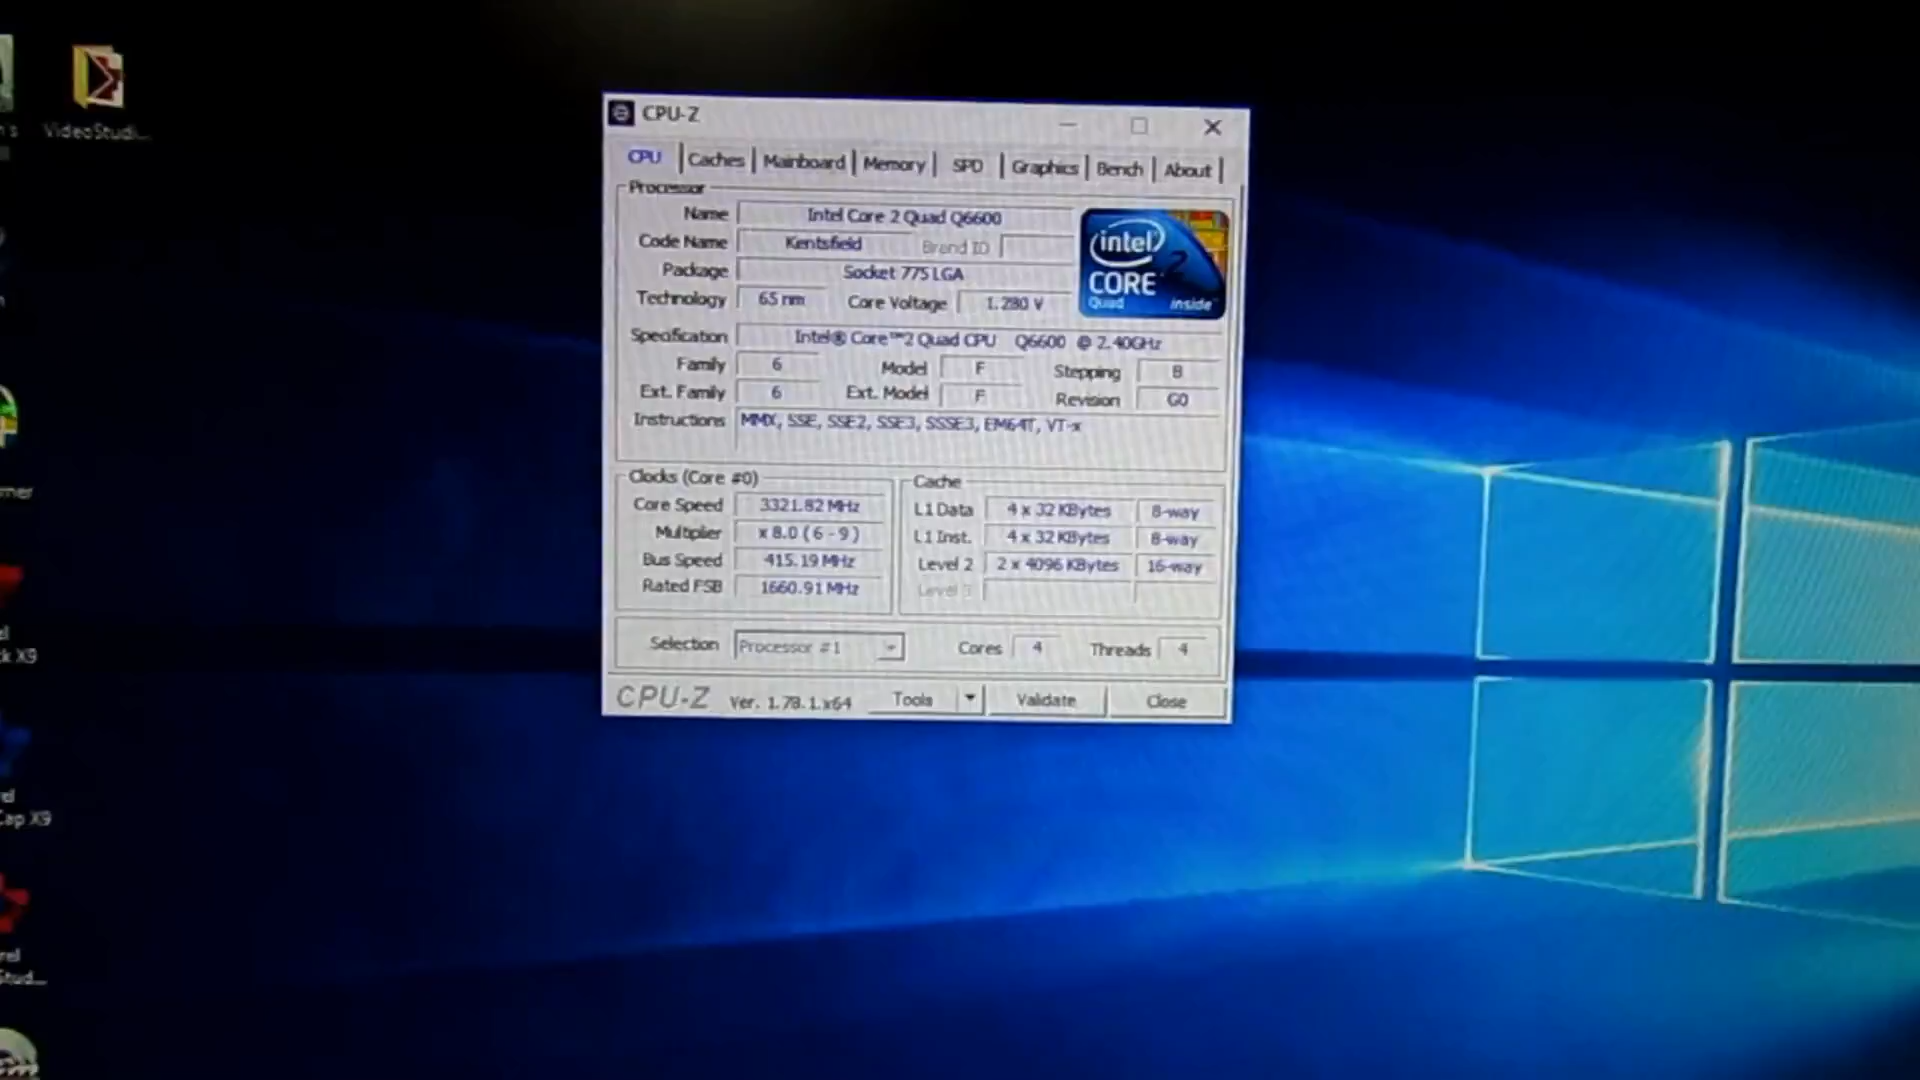 VideoStudi...
CPU-Z
CPU Caches Mainboard Memory SPD Graphics Bench About
Processor
Name Intel Core 2 Quad Q6600
Code Name Kentsfield Brand ID
Package Socket 775 LGA
Technology 65 nm Core Voltage 1.280 V
intel
CORE 2
Quad inside
Specification Intel® Core™2 Quad CPU Q6600 @ 2.40GHz
Family 6 Model F Stepping B
Ext. Family 6 Ext. Model F Revision G0
Instructions MMX, SSE, SSE2, SSE3, SSSE3, EM64T, VT-x
Clocks (Core #0)
Core Speed 3321.82 MHz
Multiplier x 8.0 ( 6 - 9 )
Bus Speed 415.19 MHz
Rated FSB 1660.91 MHz
Cache
L1 Data 4 x 32 KBytes 8-way
L1 Inst. 4 x 32 KBytes 8-way
Level 2 2 x 4096 KBytes 16-way
Level 3
Selection Processor #1 Cores 4 Threads 4
CPU-Z Ver. 1.78.1.x64 Tools Validate Close
X9
Cap X9
Stud...